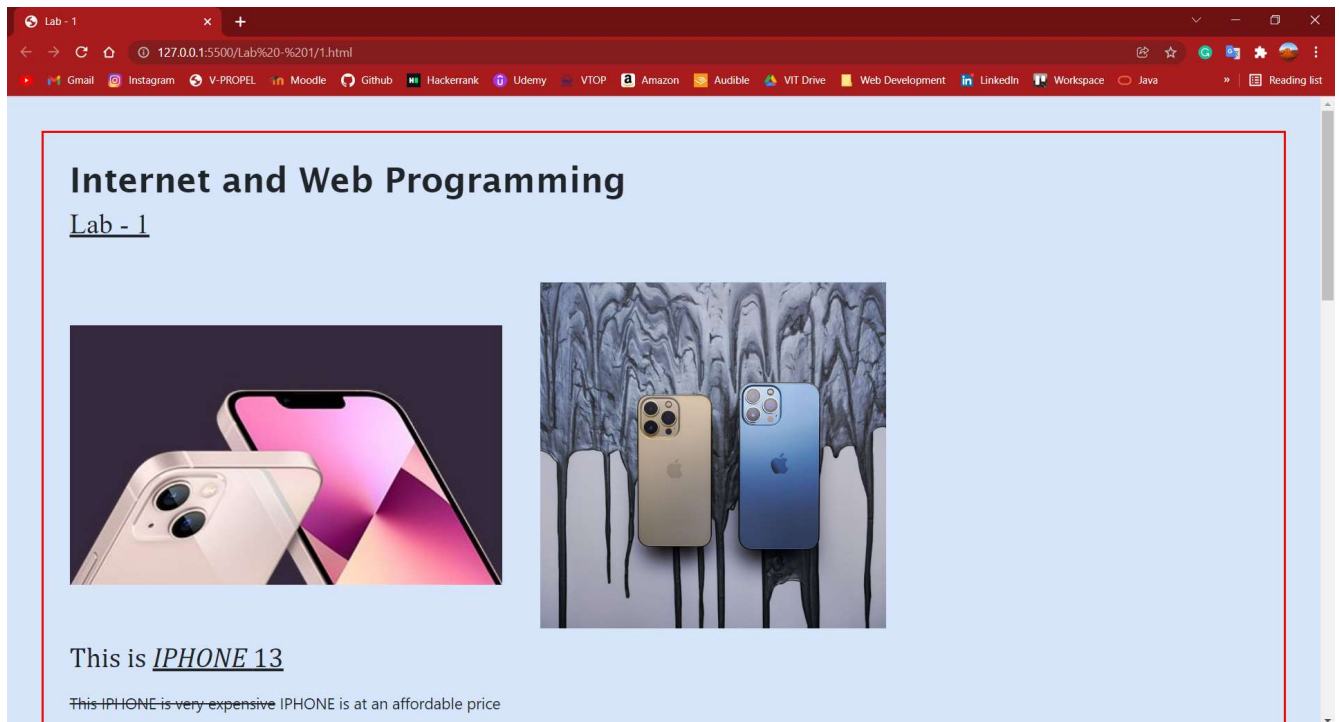 Lab - 1
127.0.0.1:5500/Lab%20-%201/1.html
Gmail Instagram V-PROPEL Moodle Github Hackerrank Udemy VTOP Amazon Audible VIT Drive Web Development LinkedIn Workspace Java » Reading list
Internet and Web Programming
Lab - 1
This is IPHONE 13
This IPHONE is very expensive IPHONE is at an affordable price